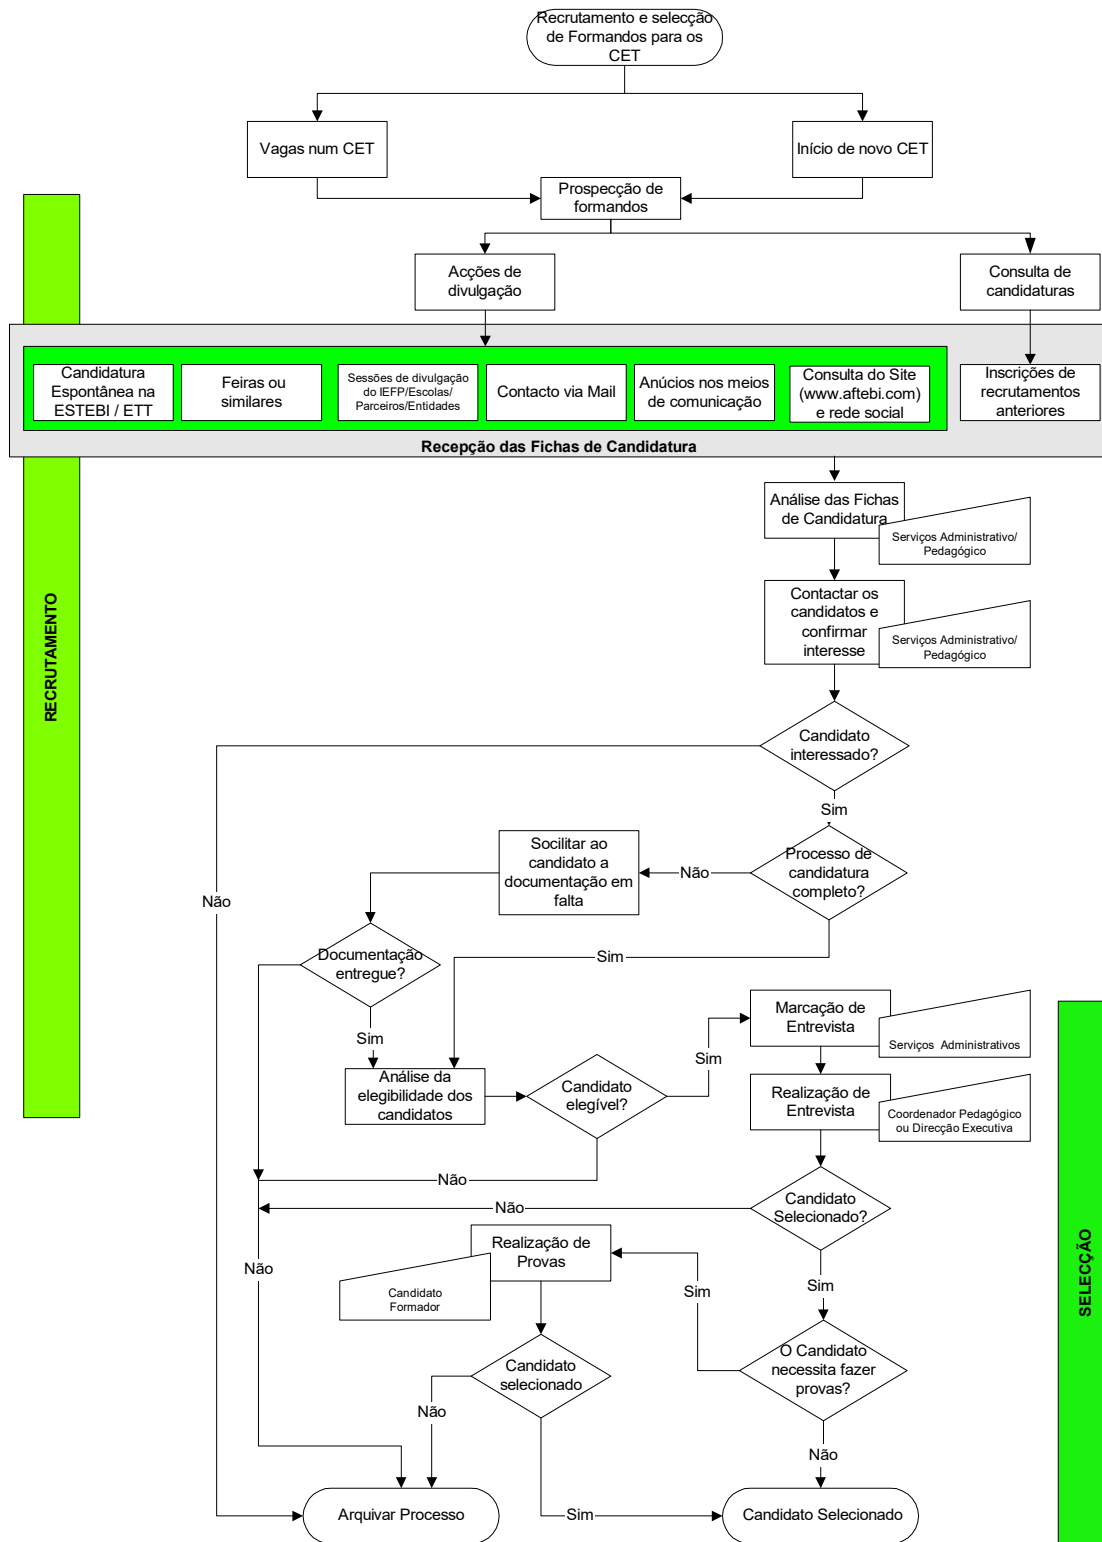 Recrutamento e selecção
de Formandos para os
CET
Vagas num CET
Início de novo CET
Prospecção de
formandos
Acções de
divulgação
Consulta de
candidaturas
Candidatura
Espontânea na
ESTEBI / ETT
Feiras ou
similares
Sessões de divulgação
do IEFP/Escolas/
Parceiros/Entidades
Contacto via Mail
Anúcios nos meios
de comunicação
Consulta do Site
(www.aftebi.com)
e rede social
Inscrições de
recrutamentos
anteriores
Recepção das Fichas de Candidatura
RECRUTAMENTO
Análise das Fichas
de Candidatura
Serviços Administrativo/
Pedagógico
Contactar os
candidatos e
confirmar
interesse
Serviços Administrativo/
Pedagógico
Candidato
interessado?
Não
Sim
Processo de
candidatura
completo?
Não
Socilitar ao
candidato a
documentação em
falta
Sim
Documentação
entregue?
Sim
Análise da
elegibilidade dos
candidatos
Candidato
elegível?
Sim
Não
Marcação de
Entrevista
Serviços  Administrativos
Realização de
Entrevista
Coordenador Pedagógico
ou Direcção Executiva
SELECÇÃO
Candidato
Selecionado?
Não
Não
Sim
Realização de
Provas
Candidato
Formador
Sim
O Candidato
necessita fazer
provas?
Candidato
selecionado
Não
Não
Sim
Arquivar Processo
Candidato Selecionado